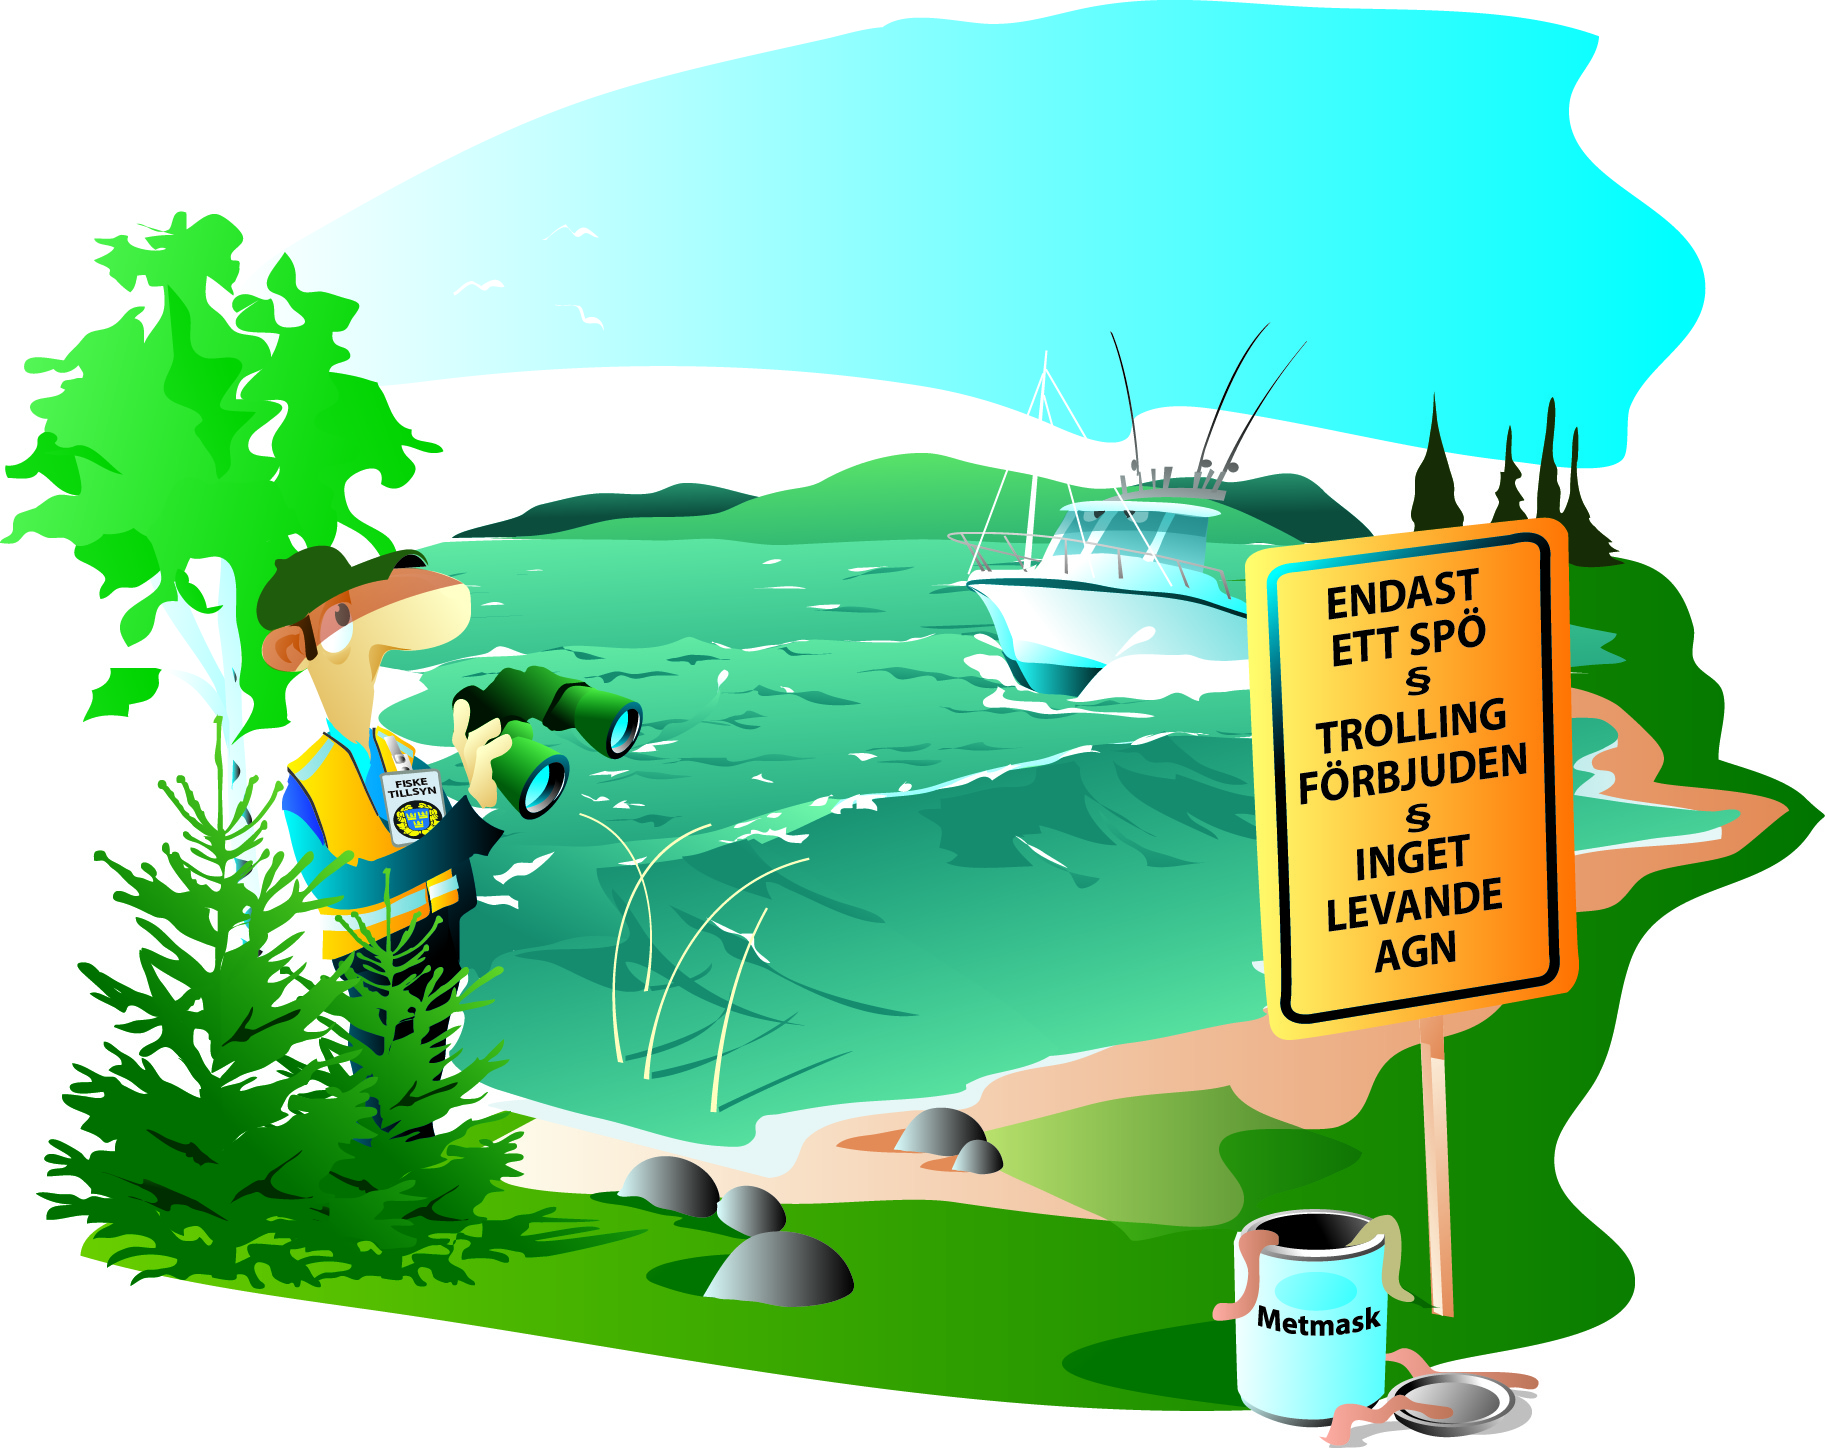 FISKE
TILLSYN
ENDAST
ETT SPÖ
§
TROLLING
FÖRBJUDEN
§
INGET
LEVANDE
AGN
Metmask